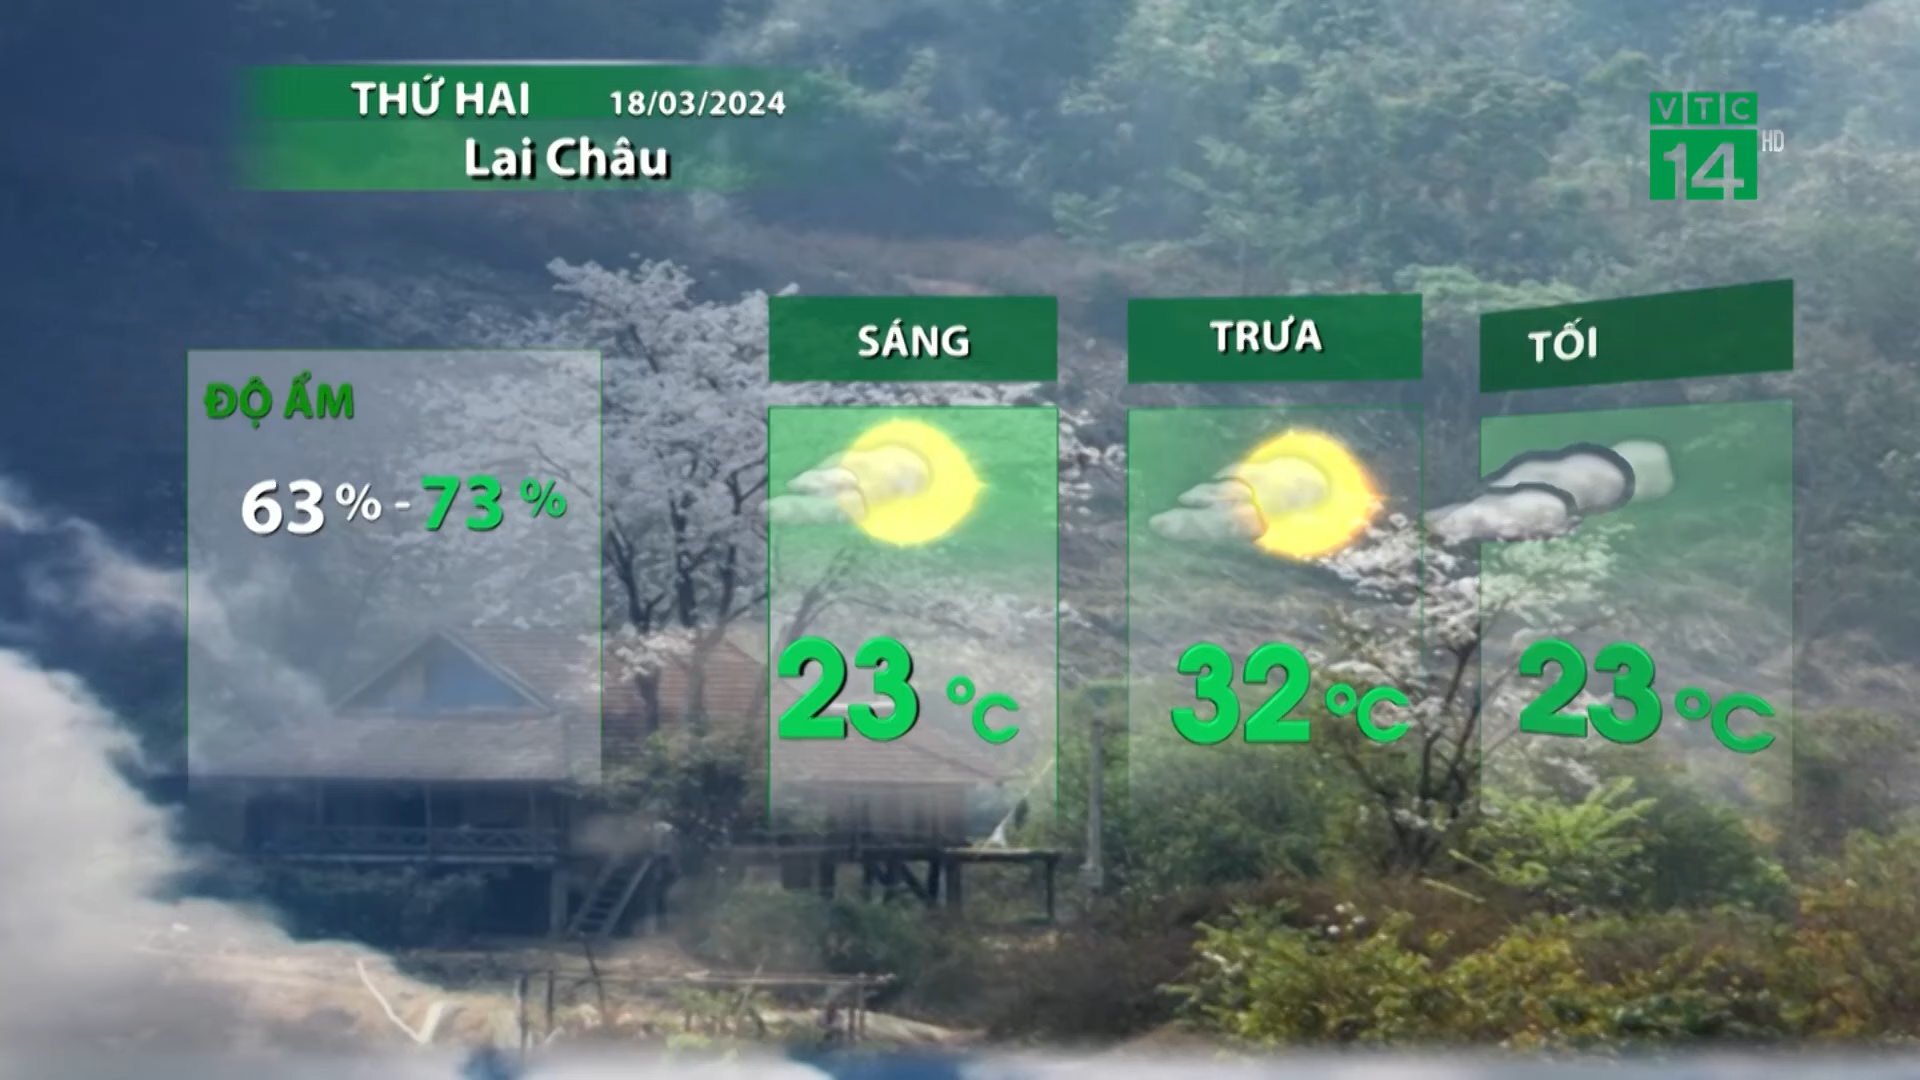 THỨ HAI 18/03/2024
Lai Châu
VTC
14 HD
SÁNG
TRƯA
TỐI
ĐỘ ẨM
63% - 73%
23°C
32°C
23°C